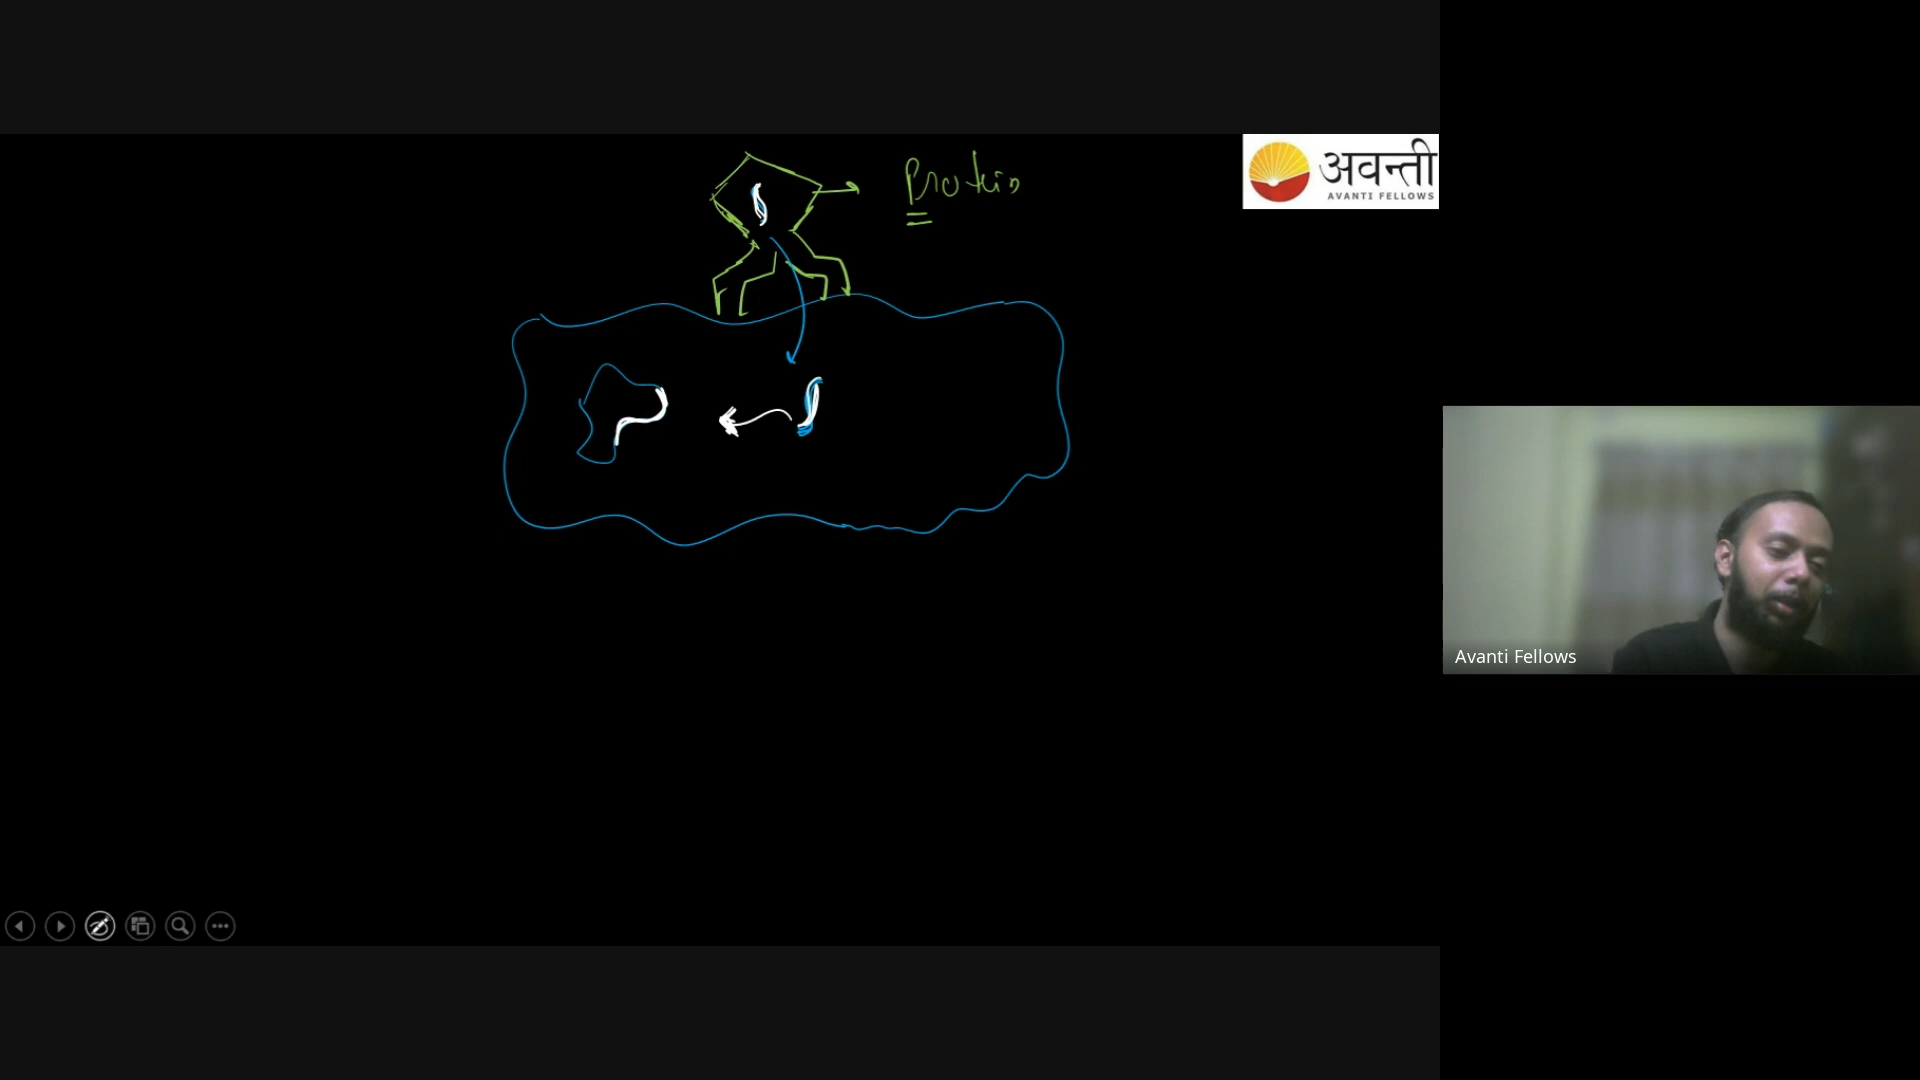 Protein
अवन्ती
AVANTI FELLOWS
Avanti Fellows